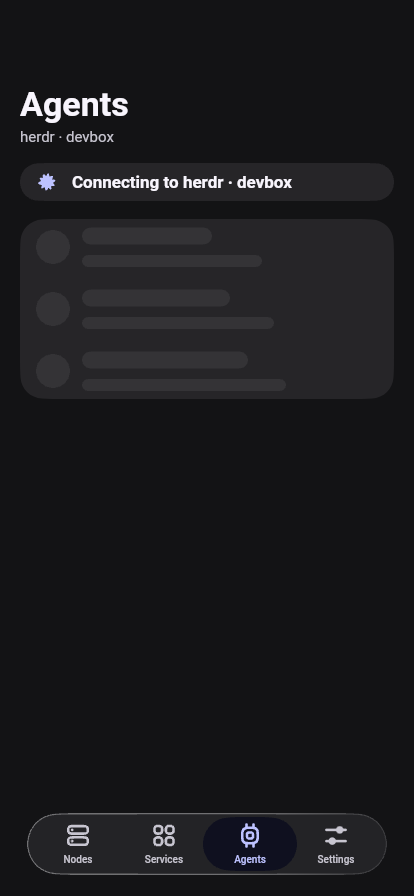 Agents
herdr · devbox
Connecting to herdr · devbox
Nodes
Services
Agents
Settings